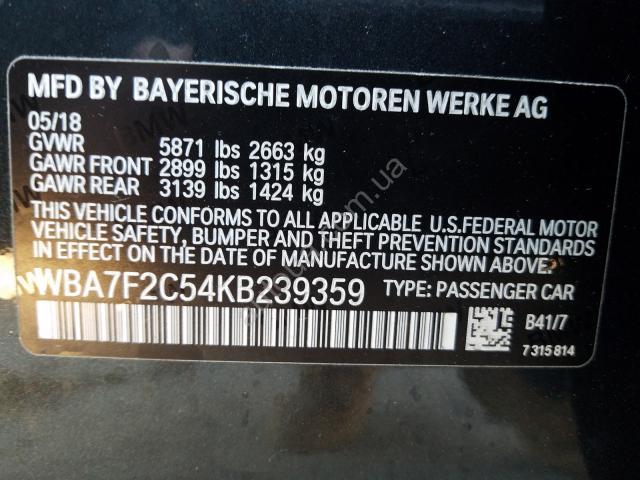 MFD BY BAYERISCHE MOTOREN WERKE AG
05/18
GVWR 5871 lbs 2663 kg
GAWR FRONT 2899 lbs 1315 kg
GAWR REAR 3139 lbs 1424 kg
THIS VEHICLE CONFORMS TO ALL APPLICABLE U.S.FEDERAL MOTOR
VEHICLE SAFETY, BUMPER AND THEFT PREVENTION STANDARDS
IN EFFECT ON THE DATE OF MANUFACTURE SHOWN ABOVE.
WBA7F2C54KB239359 TYPE: PASSENGER CAR
B41/7
7 315 814